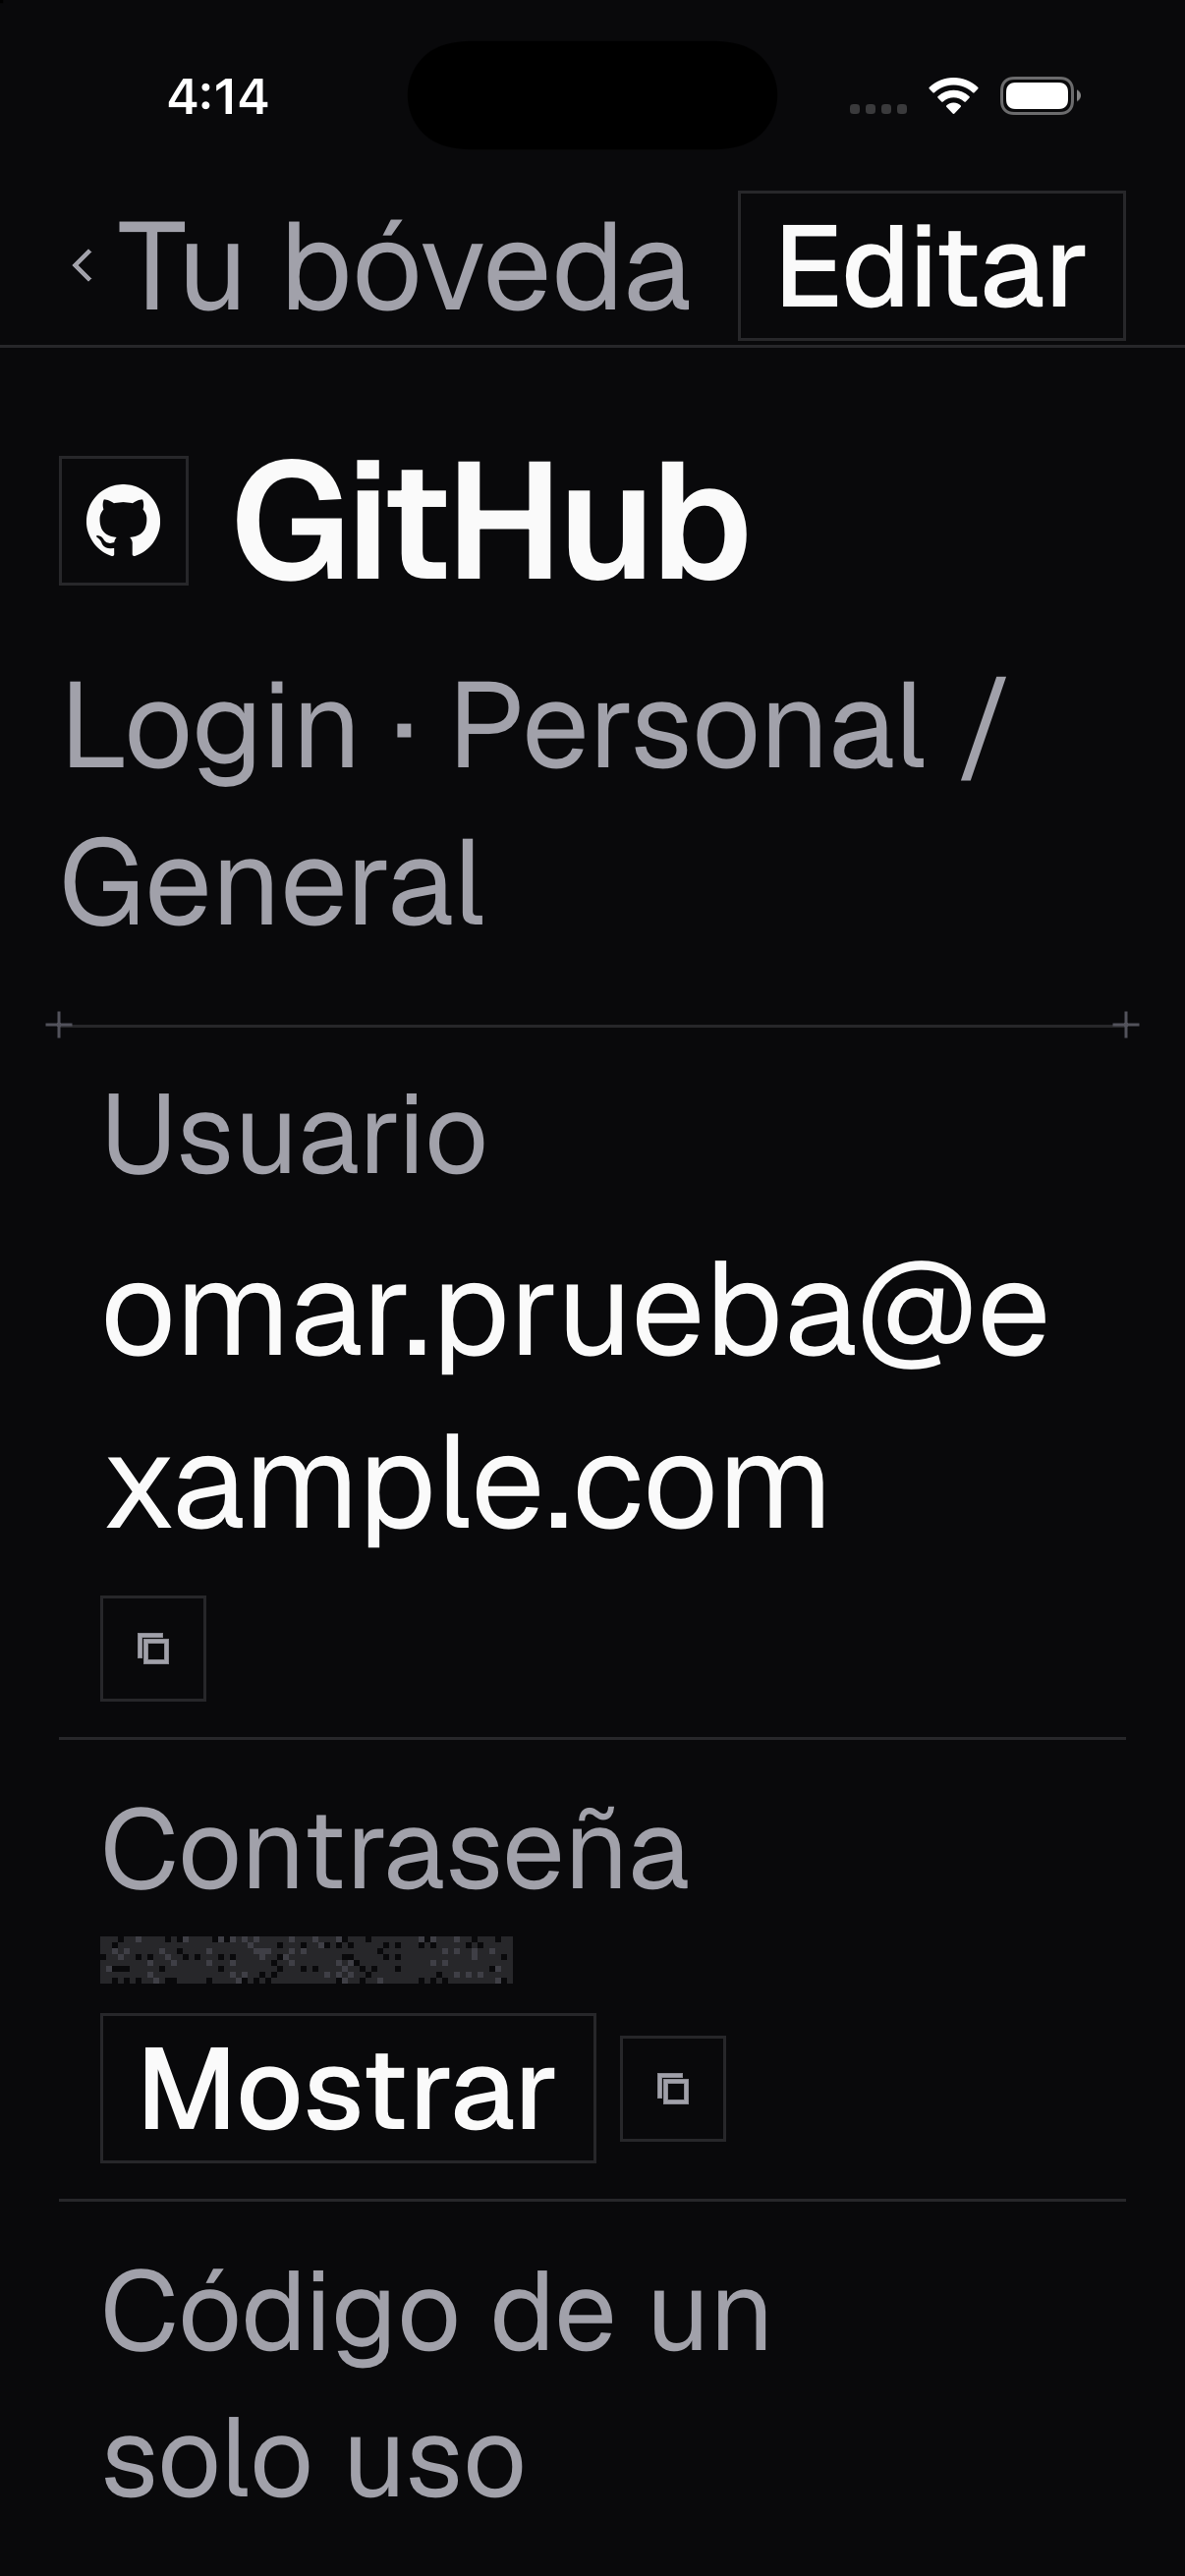 4:14
Tu bóveda
Editar
GitHub
Login · Personal /
General
Usuario
omar.prueba@e
xample.com
Contraseña
Mostrar
Código de un
solo uso